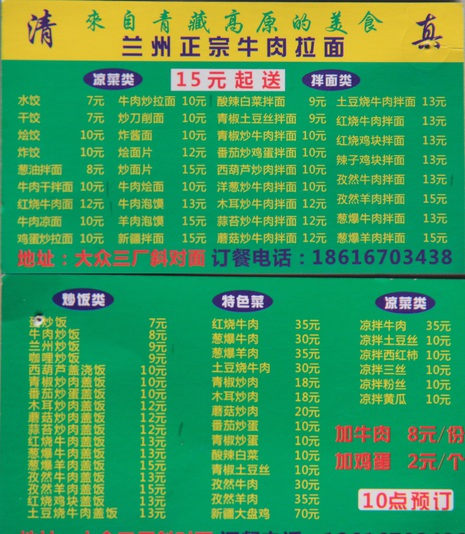 清 来自青藏高原的美食 真
兰州正宗牛肉拉面
凉菜类 15元起送 拌面类
水饺 7元 牛肉炒拉面 10元 酸辣白菜拌面 9元 土豆烧牛肉拌面 13元
干饺 7元 炒刀削面 10元 青椒土豆丝拌面 9元 红烧牛肉拌面 13元
烩饺 10元 炸酱面 10元 青椒炒牛肉拌面 10元 红烧鸡块拌面 13元
炸饺 10元 烩面片 12元 番茄炒鸡蛋拌面 10元 辣子鸡块拌面 13元
葱油拌面 8元 炒面片 15元 西葫芦炒肉拌面 10元 孜然牛肉拌面 13元
牛肉干拌面 10元 牛肉烩面 10元 洋葱炒牛肉拌面 10元 孜然羊肉拌面 15元
红烧牛肉面 12元 牛肉泡馍 13元 木耳炒牛肉拌面 12元 葱爆牛肉拌面 13元
牛肉凉面 10元 羊肉泡馍 15元 蒜苔炒牛肉拌面 12元 葱爆羊肉拌面 15元
鸡蛋炒拉面 10元 新疆拌面 15元 蘑菇炒牛肉拌面 12元
地址：大众三厂斜对面 订餐电话：18616703438
炒饭类 特色菜 凉菜类
蛋炒饭 7元 红烧牛肉 35元 凉拌牛肉 35元
牛肉炒饭 8元 葱爆牛肉 30元 凉拌土豆丝 10元
兰州炒饭 9元 葱爆羊肉 35元 凉拌西红柿 10元
咖喱炒饭 9元 土豆烧牛肉 30元 凉拌三丝 10元
西葫芦盖浇饭 10元 青椒炒肉 18元 凉拌粉丝 10元
青椒炒肉盖饭 10元 木耳炒肉 18元 凉拌黄瓜 10元
番茄炒蛋盖饭 10元 蘑菇炒肉 20元
木耳炒肉盖饭 12元 番茄炒蛋 10元
蘑菇炒肉盖饭 12元 青椒炒蛋 10元
蒜苔炒肉盖饭 12元 酸辣白菜 10元
红烧牛肉盖饭 13元 青椒土豆丝 10元
葱爆牛肉盖饭 13元 孜然牛肉 30元
葱爆羊肉盖饭 15元 孜然羊肉 35元
孜然牛肉盖饭 13元 新疆大盘鸡 70元
孜然羊肉盖饭 15元
红烧鸡块盖饭 13元
土豆烧牛肉盖饭 13元
加牛肉 8元/份
加鸡蛋 2元/个
10点预订